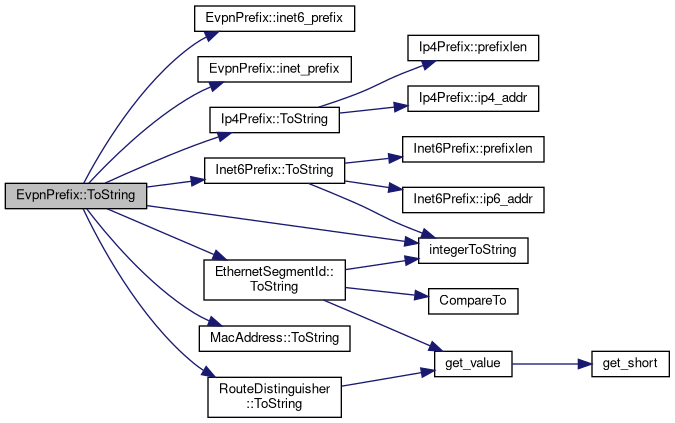 EvpnPrefix::ToString
EvpnPrefix::inet6_prefix
EvpnPrefix::inet_prefix
Ip4Prefix::ToString
Inet6Prefix::ToString
EthernetSegmentId::
ToString
MacAddress::ToString
RouteDistinguisher
::ToString
Ip4Prefix::prefixlen
Ip4Prefix::ip4_addr
Inet6Prefix::prefixlen
Inet6Prefix::ip6_addr
integerToString
CompareTo
get_value
get_short